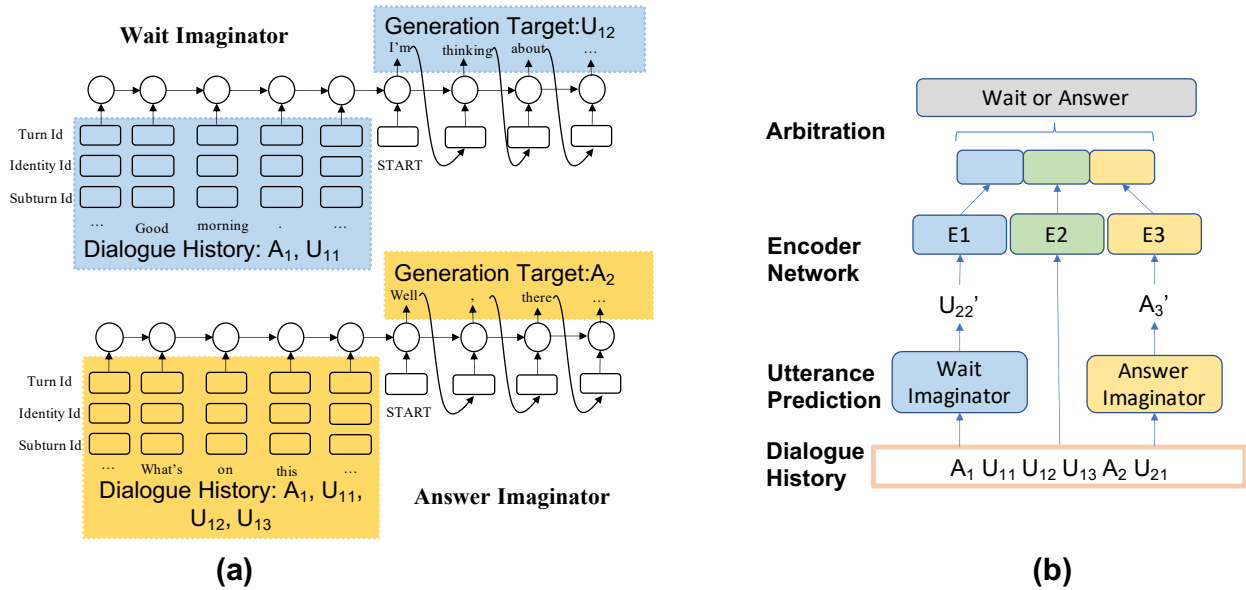 Wait Imaginator
Generation Target:U₁₂
I'm thinking about ...
Turn Id
Identity Id
Subturn Id
START
... Good morning . ...
Dialogue History: A₁, U₁₁
Generation Target:A₂
Well , there ...
Turn Id
Identity Id
Subturn Id
START
... What's on this ...
Dialogue History: A₁, U₁₁,
U₁₂, U₁₃
Answer Imaginator
(a)
Wait or Answer
Arbitration
E1 E2 E3
Encoder
Network
U₂₂’ A₃’
Utterance
Prediction
Wait
Imaginator
Answer
Imaginator
Dialogue
History
A₁ U₁₁ U₁₂ U₁₃ A₂ U₂₁
(b)